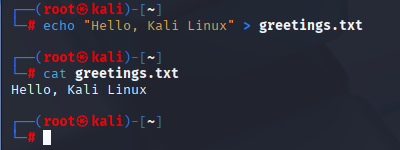 ┌──(root㉿kali)-[~]
└─# echo "Hello, Kali Linux" > greetings.txt
┌──(root㉿kali)-[~]
└─# cat greetings.txt
Hello, Kali Linux
┌──(root㉿kali)-[~]
└─#